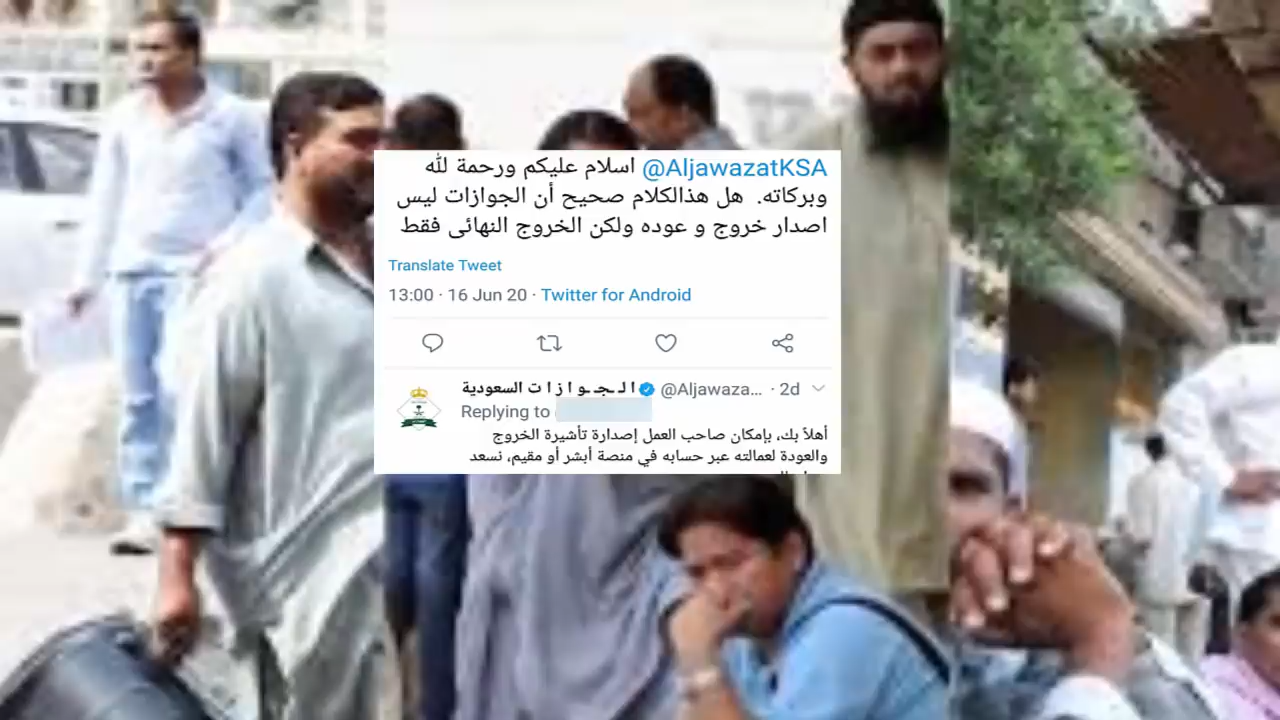 @AljawazatKSA اسلام عليكم ورحمة لله
وبركاته. هل هذالكلام صحيح أن الجوازات ليس
اصدار خروج و عوده ولكن الخروج النهائى فقط
Translate Tweet
13:00 · 16 Jun 20 · Twitter for Android
الـجـوازات السعودية @Aljawaza... · 2d
Replying to
أهلاً بك، بإمكان صاحب العمل إصدارة تأشيرة الخروج
والعودة لعمالته عبر حسابه في منصة أبشر أو مقيم، نسعد